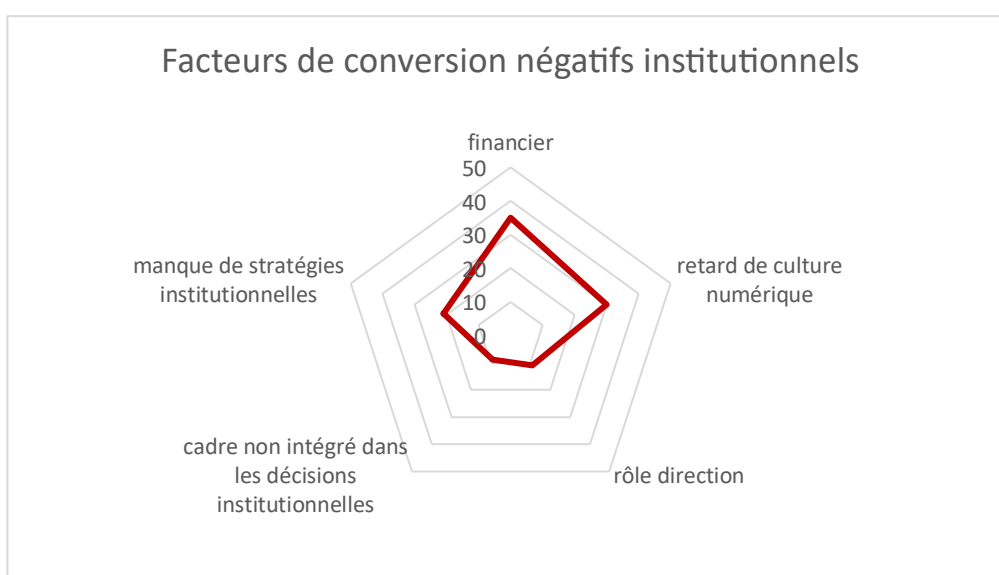 Facteurs de conversion négatifs institutionnels
financier
50
40
30
20
10
0
retard de culture
numérique
rôle direction
cadre non intégré dans
les décisions
institutionnelles
manque de stratégies
institutionnelles